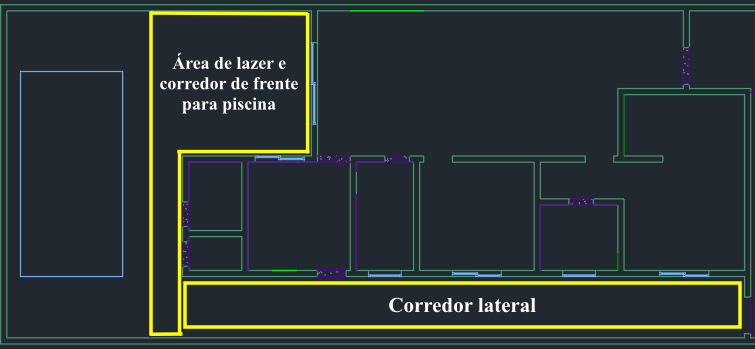 Área de lazer e
corredor de frente
para piscina
Corredor lateral